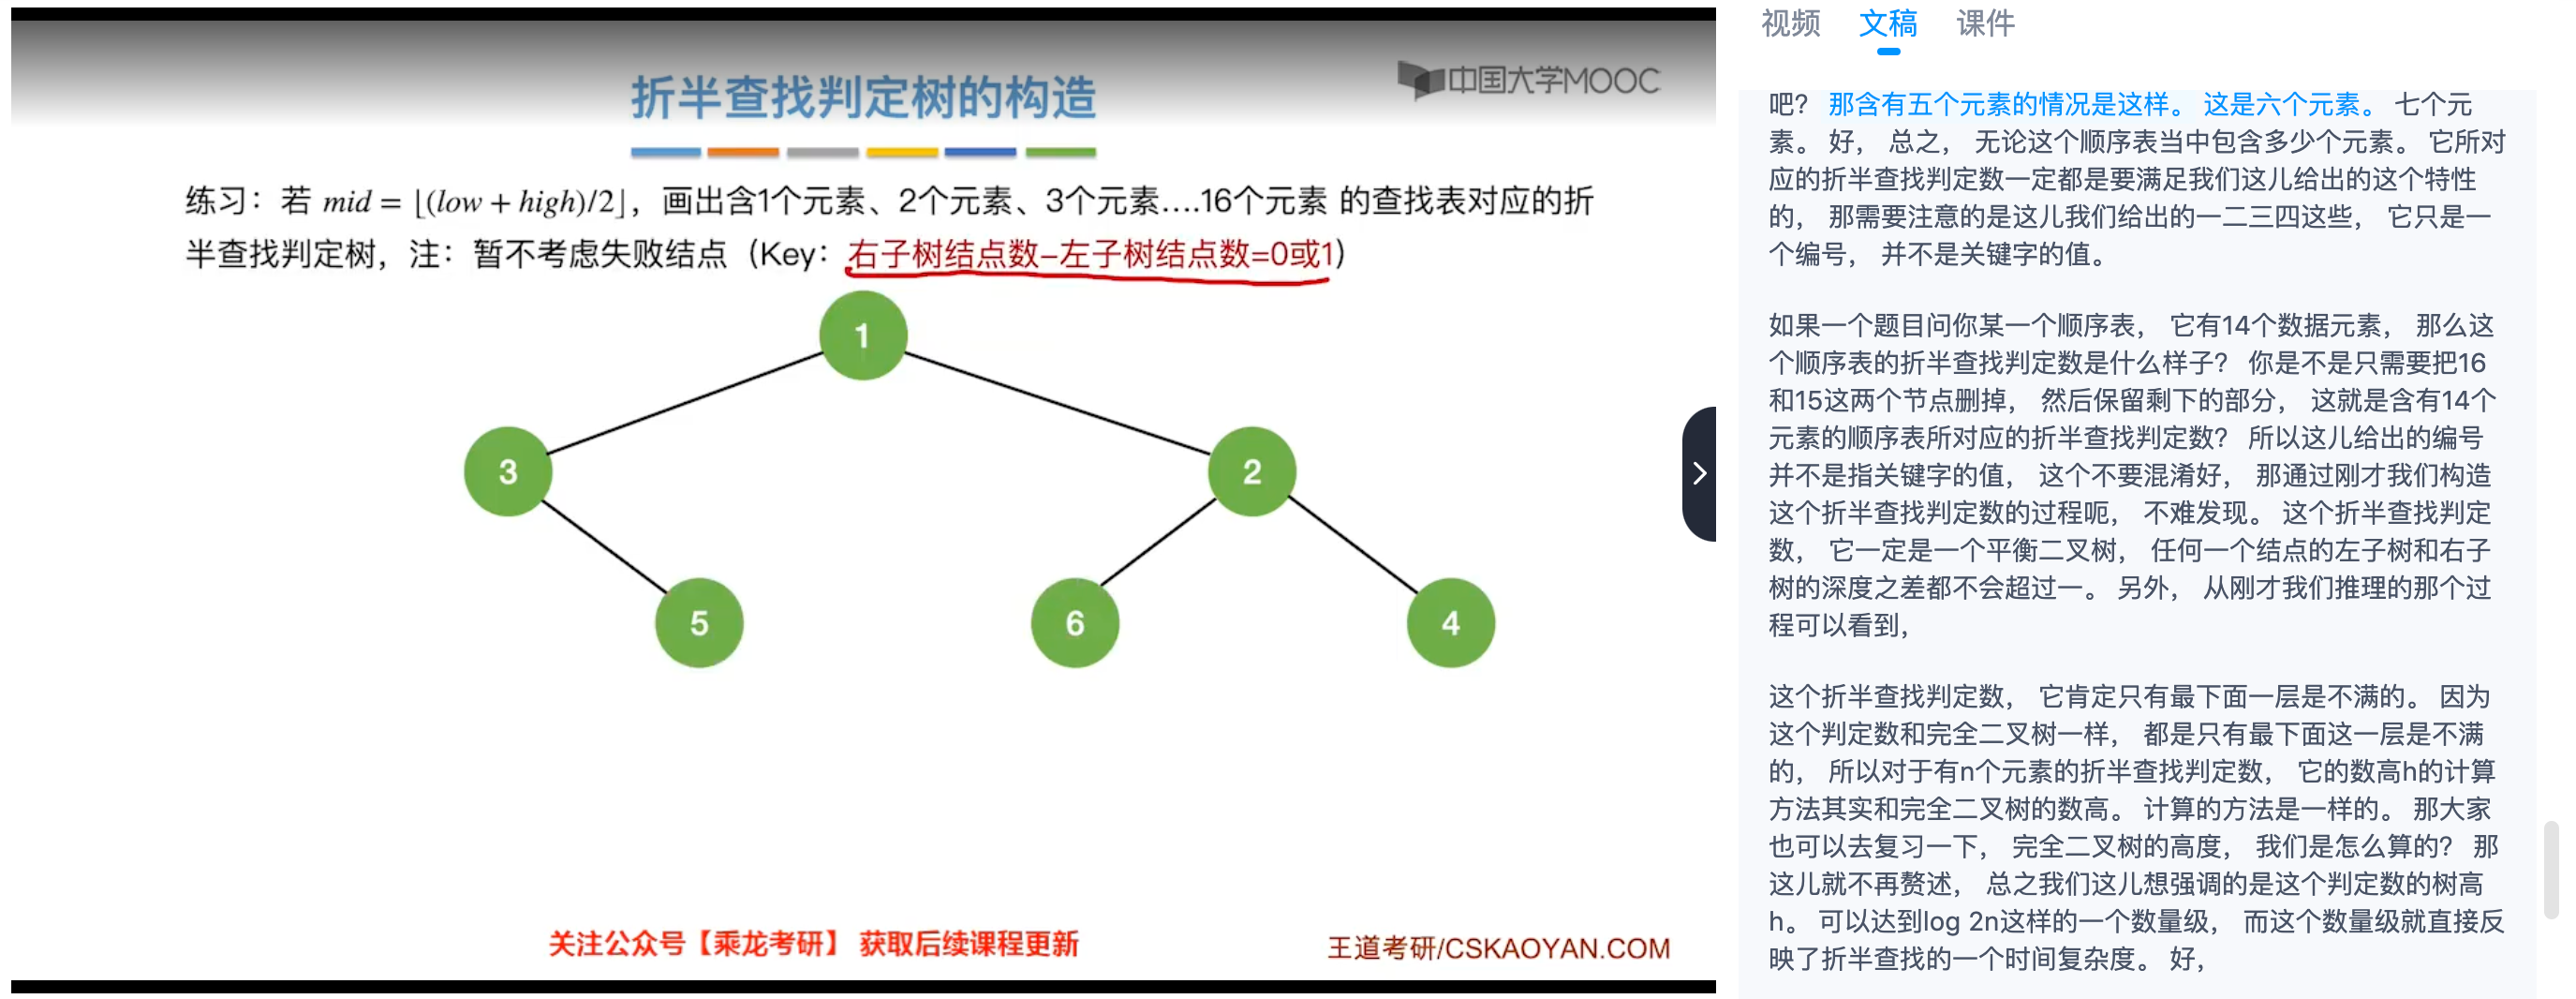 折半查找判定树的构造
中国大学MOOC
练习：若 mid = ⌊(low + high)/2⌋，画出含1个元素、2个元素、3个元素....16个元素 的查找表对应的折
半查找判定树，注：暂不考虑失败结点（Key：右子树结点数–左子树结点数=0或1）
1
3
2
5
6
4
关注公众号【乘龙考研】 获取后续课程更新
王道考研/CSKAOYAN.COM
视频 文稿 课件
吧？ 那含有五个元素的情况是这样。 这是六个元素。 七个元
素。 好， 总之， 无论这个顺序表当中包含多少个元素。 它所对
应的折半查找判定数一定都是要满足我们这儿给出的这个特性
的， 那需要注意的是这儿我们给出的一二三四这些， 它只是一
个编号， 并不是关键字的值。
如果一个题目问你某一个顺序表， 它有14个数据元素， 那么这
个顺序表的折半查找判定数是什么样子？ 你是不是只需要把16
和15这两个节点删掉， 然后保留剩下的部分， 这就是含有14个
元素的顺序表所对应的折半查找判定数？ 所以这儿给出的编号
并不是指关键字的值， 这个不要混淆好， 那通过刚才我们构造
这个折半查找判定数的过程呃， 不难发现。 这个折半查找判定
数， 它一定是一个平衡二叉树， 任何一个结点的左子树和右子
树的深度之差都不会超过一。 另外， 从刚才我们推理的那个过
程可以看到，
这个折半查找判定数， 它肯定只有最下面一层是不满的。 因为
这个判定数和完全二叉树一样， 都是只有最下面这一层是不满
的， 所以对于有n个元素的折半查找判定数， 它的数高h的计算
方法其实和完全二叉树的数高。 计算的方法是一样的。 那大家
也可以去复习一下， 完全二叉树的高度， 我们是怎么算的？ 那
这儿就不再赘述， 总之我们这儿想强调的是这个判定数的树高
h。 可以达到log 2n这样的一个数量级， 而这个数量级就直接反
映了折半查找的一个时间复杂度。 好，